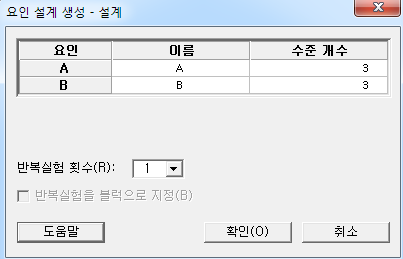 요인 설계 생성 - 설계
요인 이름 수준 개수
A A 3
B B 3
반복실험 횟수(R): 1
반복실험을 블럭으로 지정(B)
도움말 확인(O) 취소